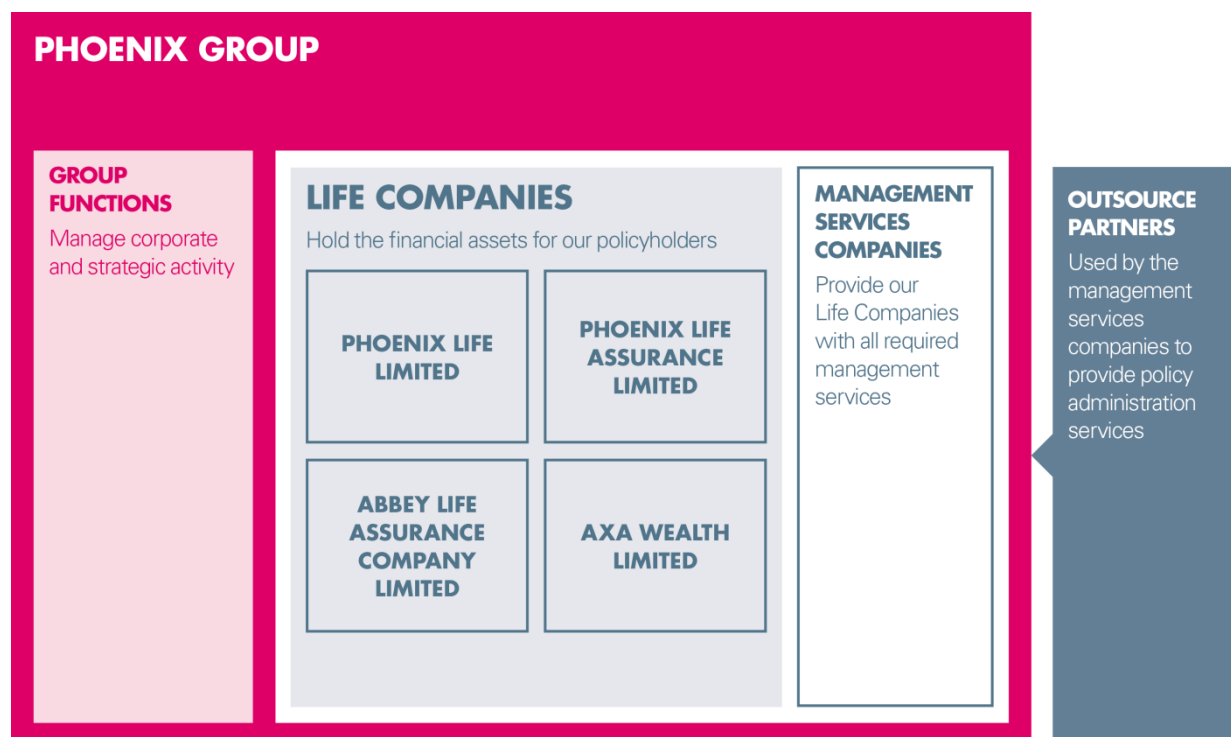 PHOENIX GROUP
GROUP
FUNCTIONS
Manage corporate
and strategic activity
LIFE COMPANIES
Hold the financial assets for our policyholders
PHOENIX LIFE
LIMITED
PHOENIX LIFE
ASSURANCE
LIMITED
ABBEY LIFE
ASSURANCE
COMPANY
LIMITED
AXA WEALTH
LIMITED
MANAGEMENT
SERVICES
COMPANIES
Provide our
Life Companies
with all required
management
services
OUTSOURCE
PARTNERS
Used by the
management
services
companies to
provide policy
administration
services